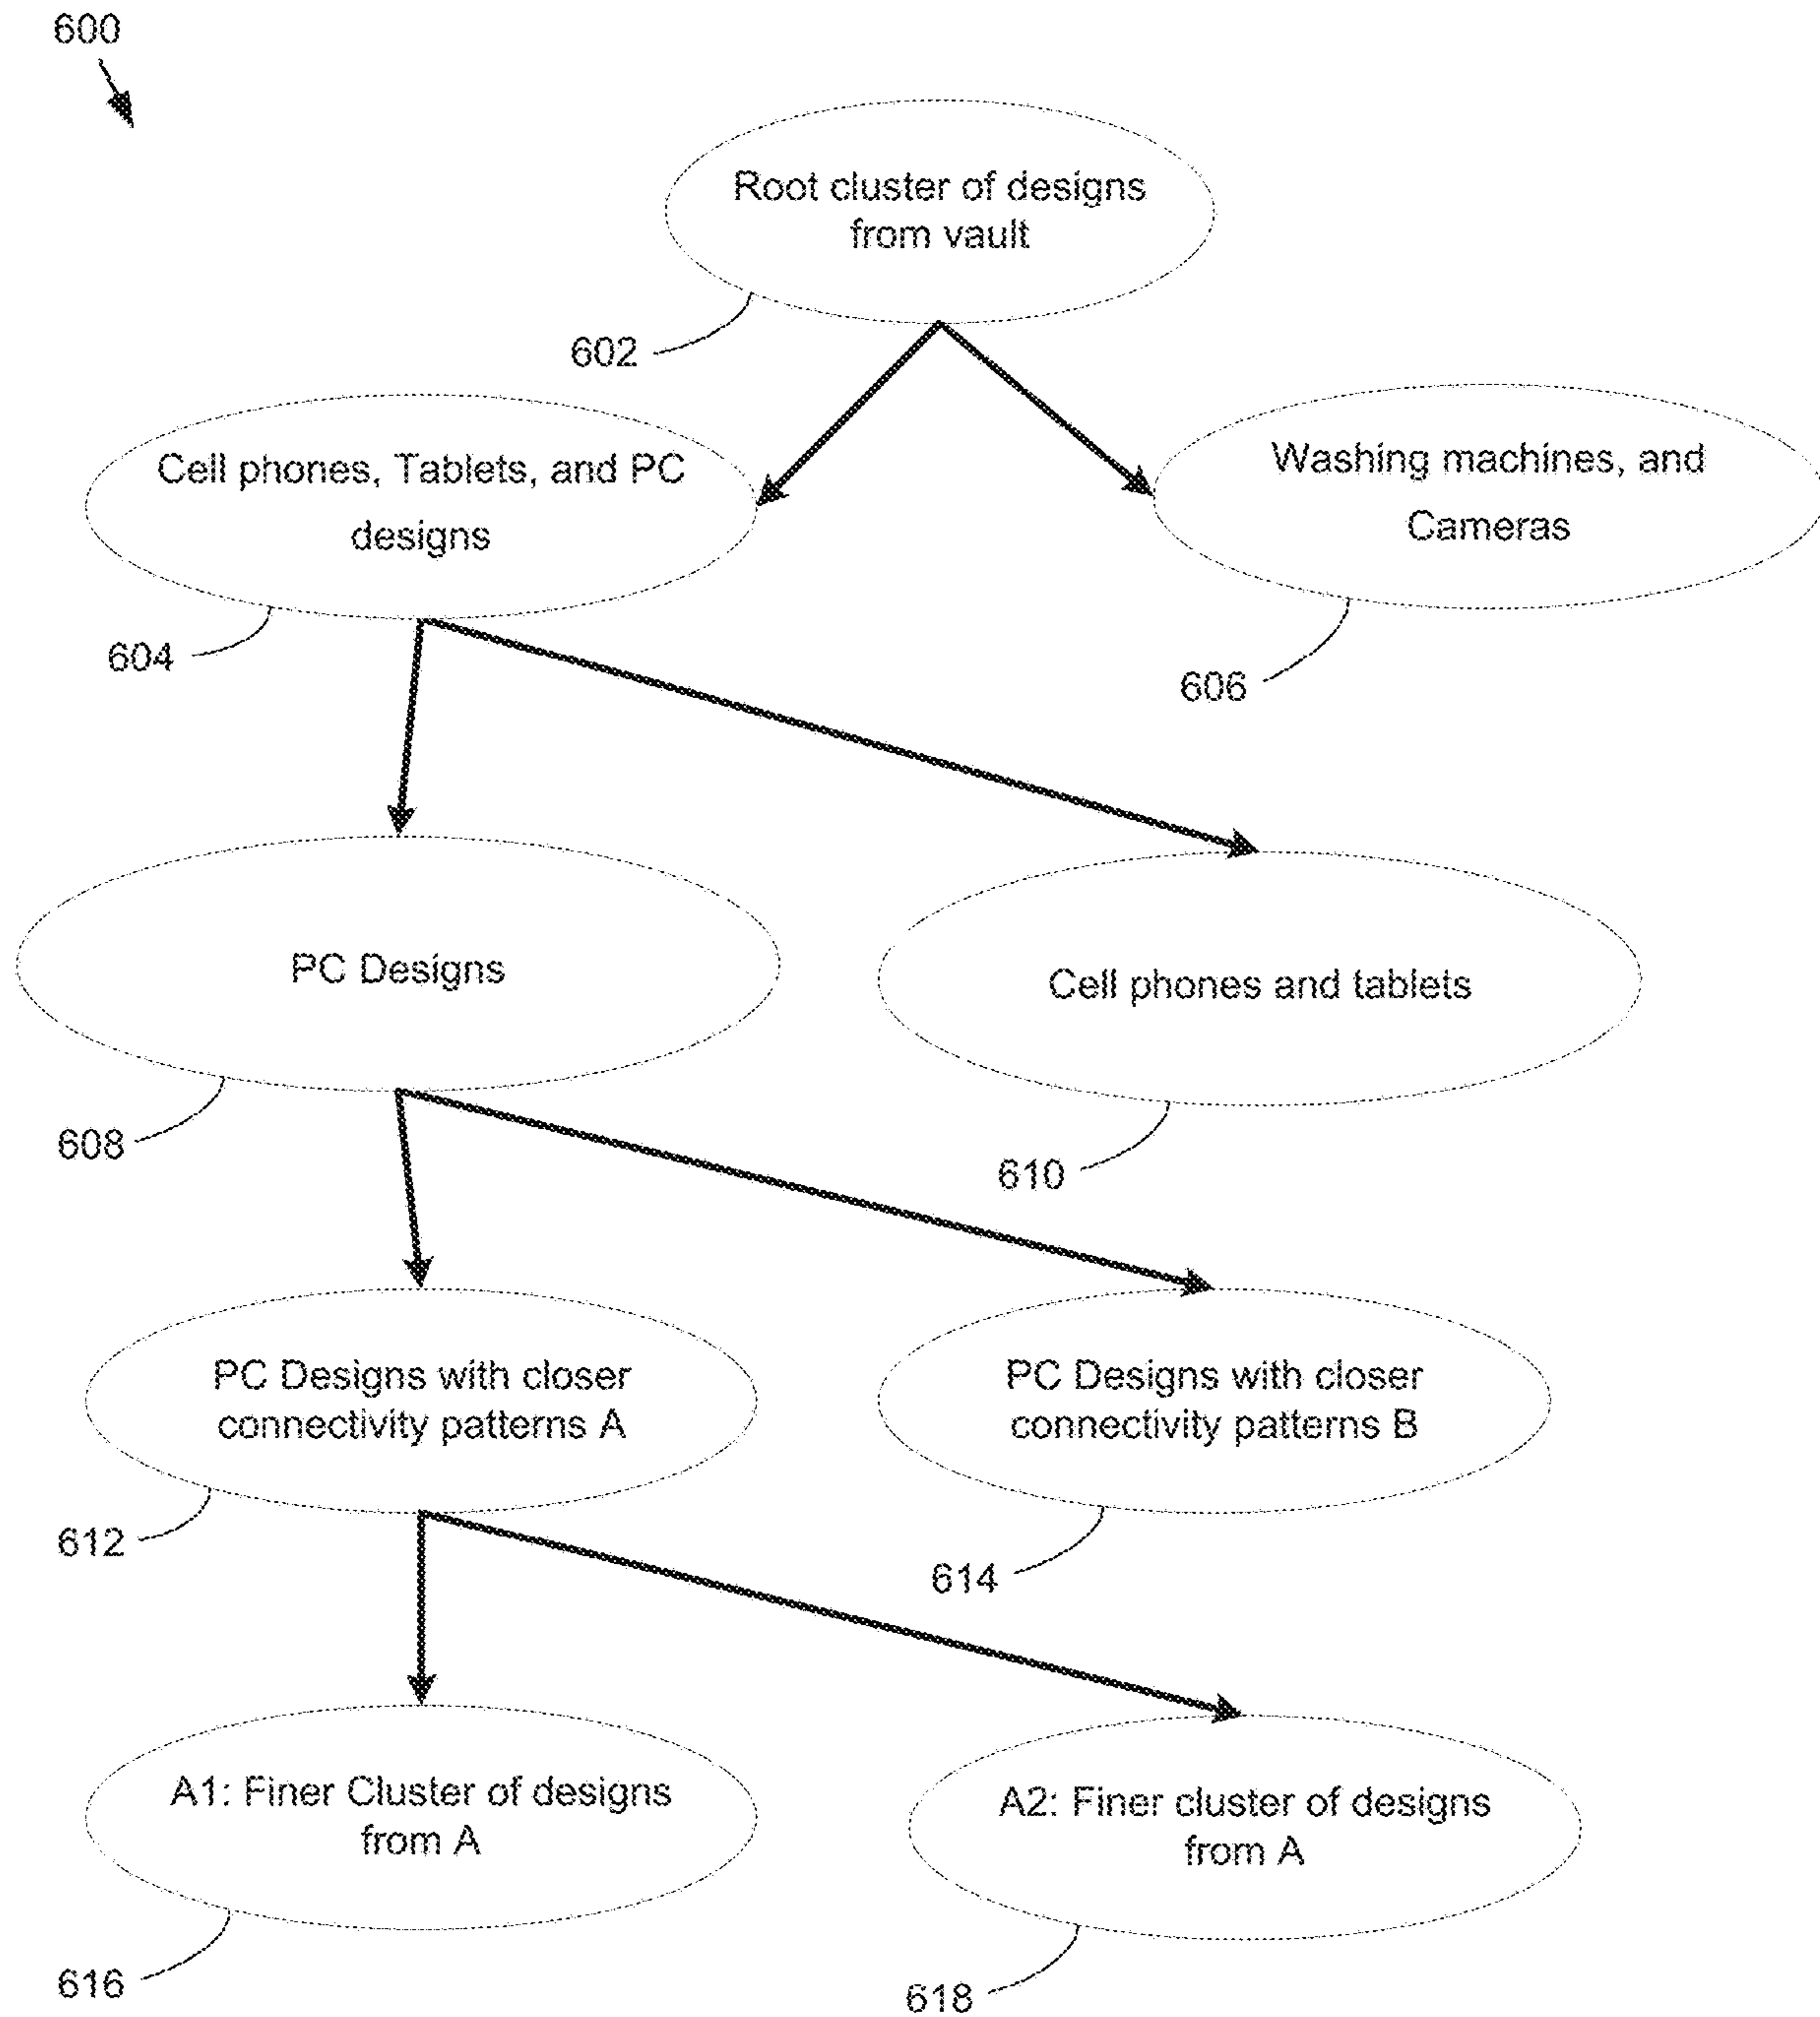 600
Root cluster of designs
from vault
602
Cell phones, Tablets, and PC
designs
Washing machines, and
Cameras
604
606
PC Designs
Cell phones and tablets
608
610
PC Designs with closer
connectivity patterns A
PC Designs with closer
connectivity patterns B
612
614
A1: Finer Cluster of designs
from A
A2: Finer cluster of designs
from A
616
618